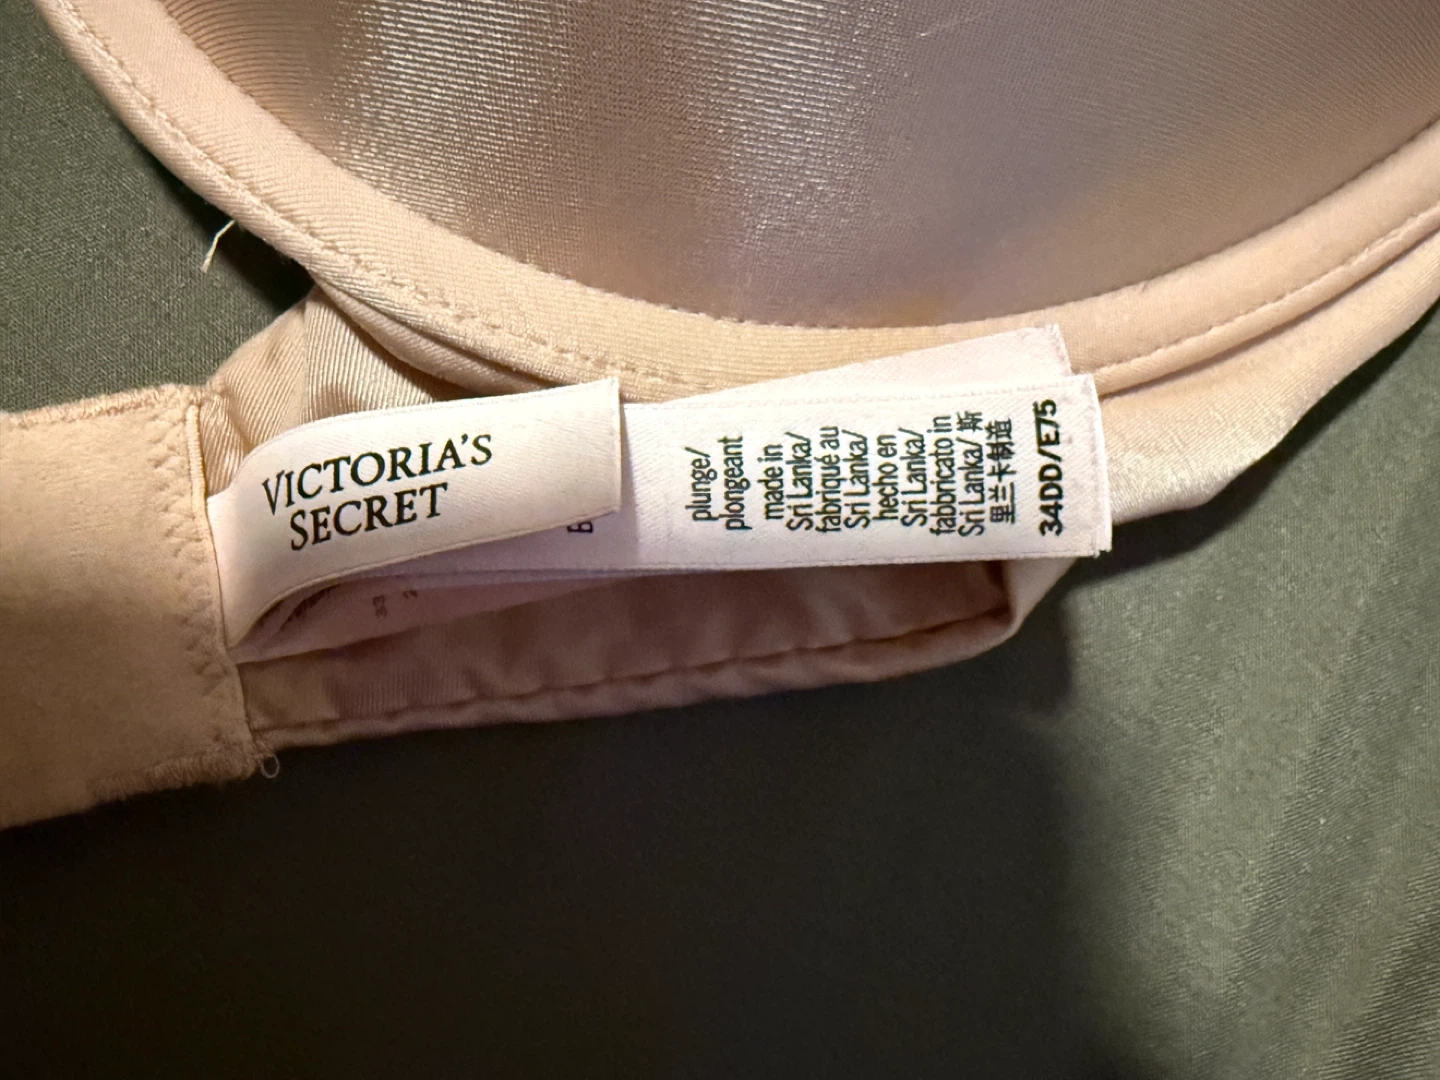 VICTORIA'S
SECRET
plunge/
plongeant
made in
Sri Lanka/
fabriqué au
Sri Lanka/
hecho en
Sri Lanka/
fabbricato in
Sri Lanka/ 斯
里兰卡制造
34DD/E75